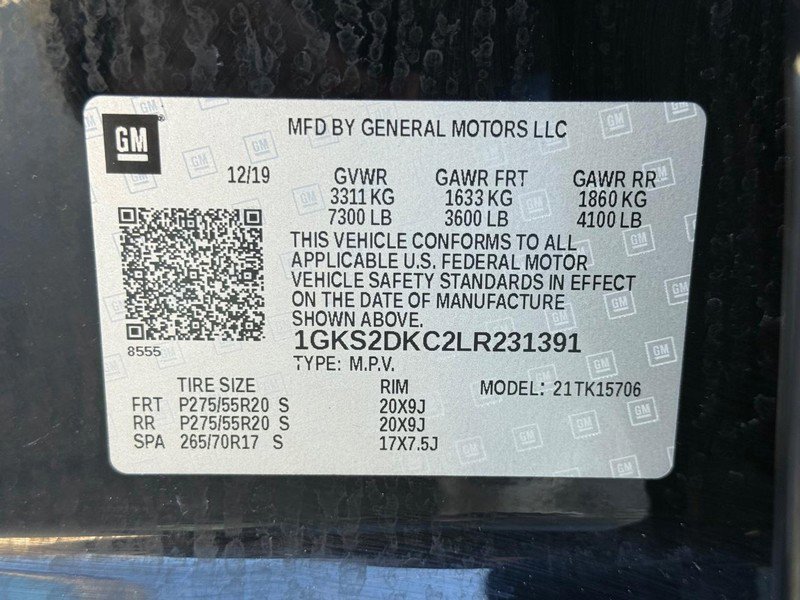 GM
MFD BY GENERAL MOTORS LLC
12/19 GVWR GAWR FRT GAWR RR
3311 KG 1633 KG 1860 KG
7300 LB 3600 LB 4100 LB
THIS VEHICLE CONFORMS TO ALL
APPLICABLE U.S. FEDERAL MOTOR
VEHICLE SAFETY STANDARDS IN EFFECT
ON THE DATE OF MANUFACTURE
SHOWN ABOVE.
8555
1GKS2DKC2LR231391
TYPE: M.P.V.
TIRE SIZE RIM MODEL: 21TK15706
FRT P275/55R20 S 20X9J
RR P275/55R20 S 20X9J
SPA 265/70R17 S 17X7.5J